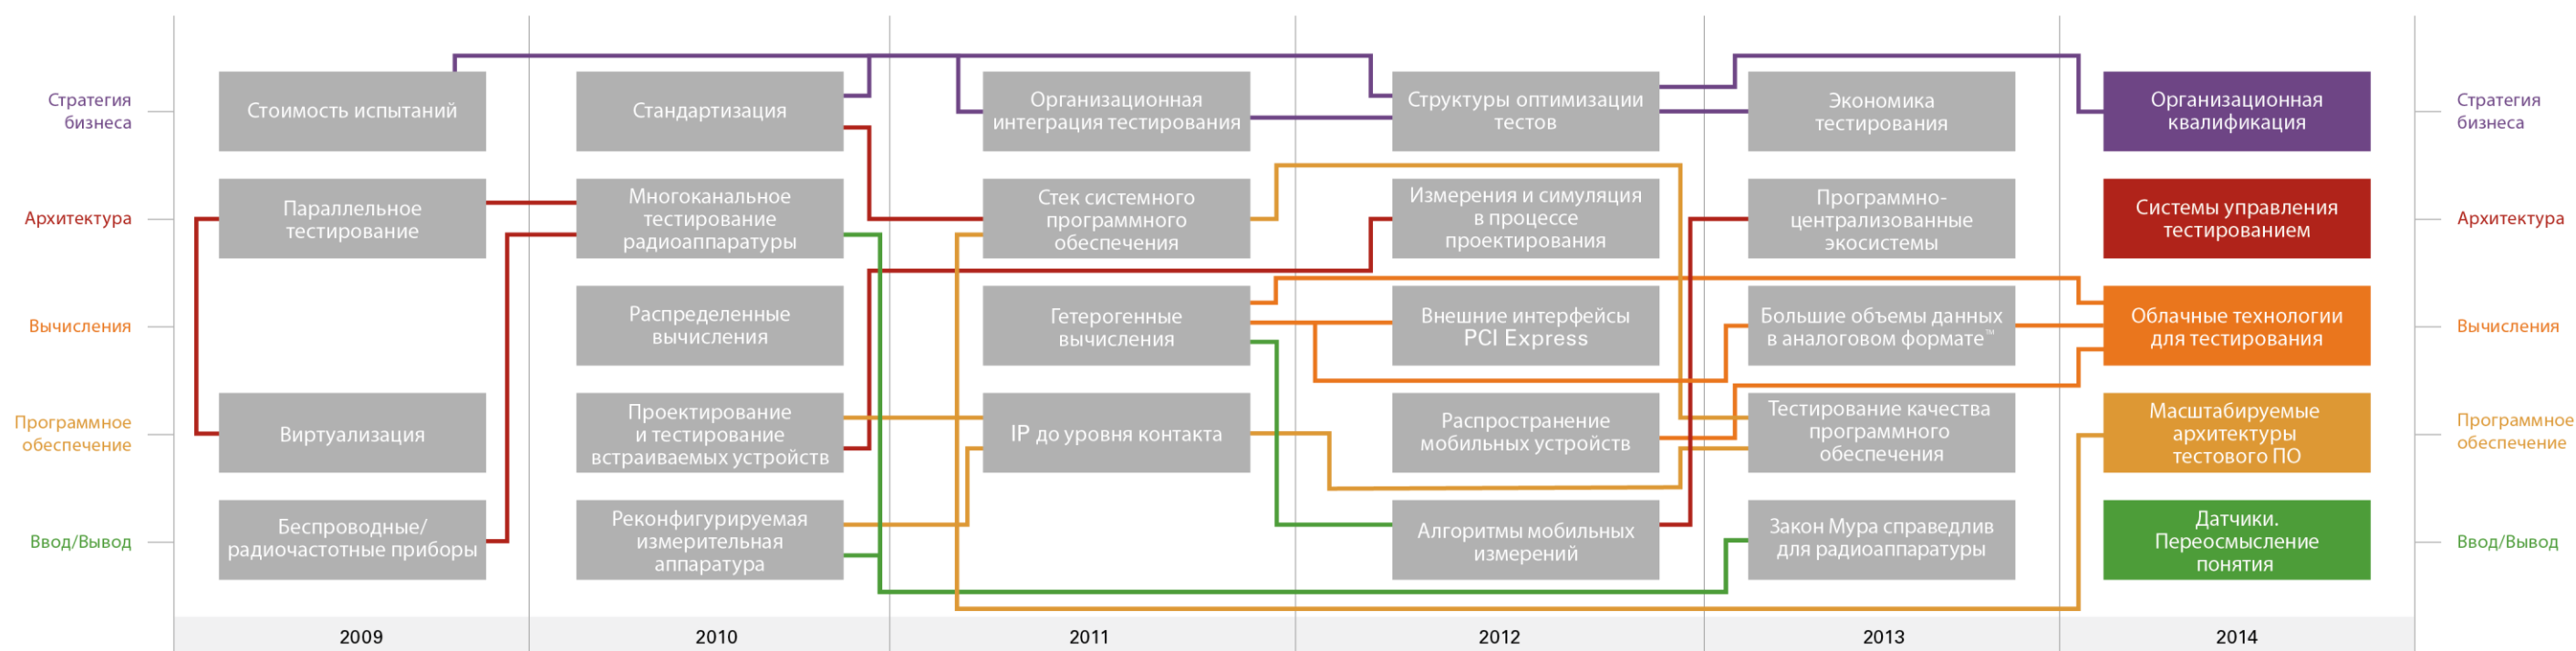 Стратегия
бизнеса
Стоимость испытаний
Стандартизация
Организационная
интеграция тестирования
Структуры оптимизации
тестов
Экономика
тестирования
Организационная
квалификация
Стратегия
бизнеса
Архитектура
Параллельное
тестирование
Многоканальное
тестирование
радиоаппаратуры
Стек системного
программного
обеспечения
Измерения и симуляция
в процессе
проектирования
Программно-
централизованные
экосистемы
Системы управления
тестированием
Архитектура
Вычисления
Распределенные
вычисления
Гетерогенные
вычисления
Внешние интерфейсы
PCI Express
Большие объемы данных
в аналоговом формате™
Облачные технологии
для тестирования
Вычисления
Программное
обеспечение
Виртуализация
Проектирование
и тестирование
встраиваемых устройств
IP до уровня контакта
Распространение
мобильных устройств
Тестирование качества
программного
обеспечения
Масштабируемые
архитектуры
тестового ПО
Программное
обеспечение
Ввод/Вывод
Беспроводные/
радиочастотные приборы
Реконфигурируемая
измерительная
аппаратура
Алгоритмы мобильных
измерений
Закон Мура справедлив
для радиоаппаратуры
Датчики.
Переосмысление
понятия
Ввод/Вывод
2009
2010
2011
2012
2013
2014